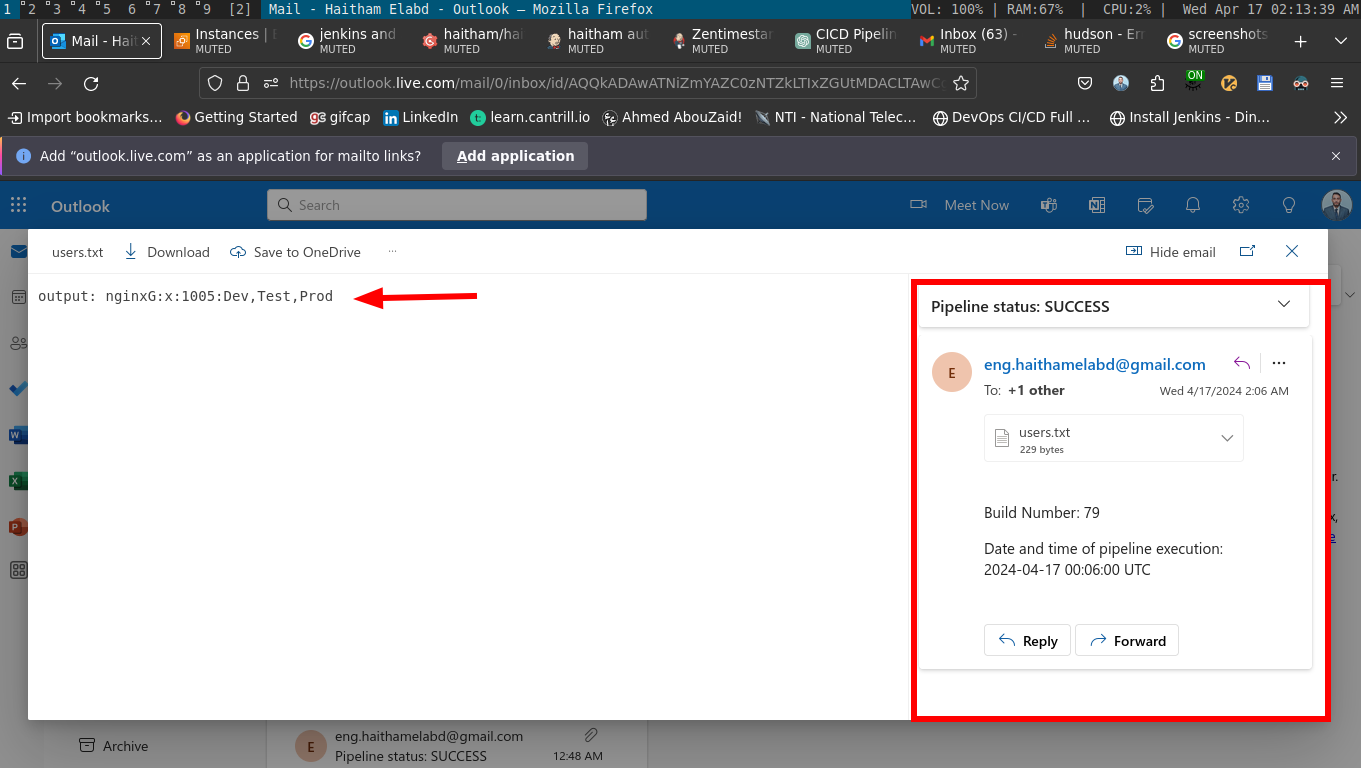 1 2 3 4 5 6 7 8 9 [2] Mail - Haitham Elabd - Outlook — Mozilla Firefox VOL: 100% | RAM:67% | CPU:2% | Wed Apr 17 02:13:39 AM
Mail - Hait
Instances | E
MUTED
jenkins and
MUTED
haitham/hai
MUTED
haitham aut
MUTED
Zentimestam
MUTED
CICD Pipelin
MUTED
Inbox (63) -
MUTED
hudson - Err
MUTED
screenshots
MUTED
https://outlook.live.com/mail/0/inbox/id/AQQkADAwATNiZmYAZC0zNTZkLTIxZGUtMDACLTAwC
ON
Import bookmarks...
Getting Started
gifcap
LinkedIn
learn.cantrill.io
Ahmed AbouZaid!
NTI - National Telec...
DevOps CI/CD Full ...
Install Jenkins - Din...
Add “outlook.live.com” as an application for mailto links?
Add application
Outlook
Search
Meet Now
users.txt
Download
Save to OneDrive
...
Hide email
output: nginxG:x:1005:Dev,Test,Prod
Pipeline status: SUCCESS
E
eng.haithamelabd@gmail.com
To: +1 other
Wed 4/17/2024 2:06 AM
users.txt
229 bytes
Build Number: 79
Date and time of pipeline execution:
2024-04-17 00:06:00 UTC
Reply
Forward
r.
x,
e
Archive
E
eng.haithamelabd@gmail.com
Pipeline status: SUCCESS
12:48 AM